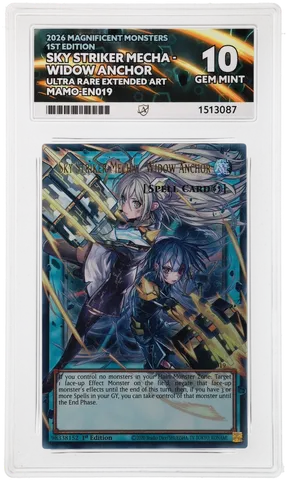 2026 MAGNIFICENT MONSTERS
1ST EDITION
SKY STRIKER MECHA -
WIDOW ANCHOR
ULTRA RARE EXTENDED ART
MAMO-EN019
10
GEM MINT
1513087
SKY STRIKER MECHA - WIDOW ANCHOR
[SPELL CARD]
If you control no monsters in your Main Monster Zone: Target
1 face-up Effect Monster on the field; negate that face-up
monster's effects until the end of this turn, then, if you have 3 or
more Spells in your GY, you can take control of that monster until
the End Phase.
1st Edition